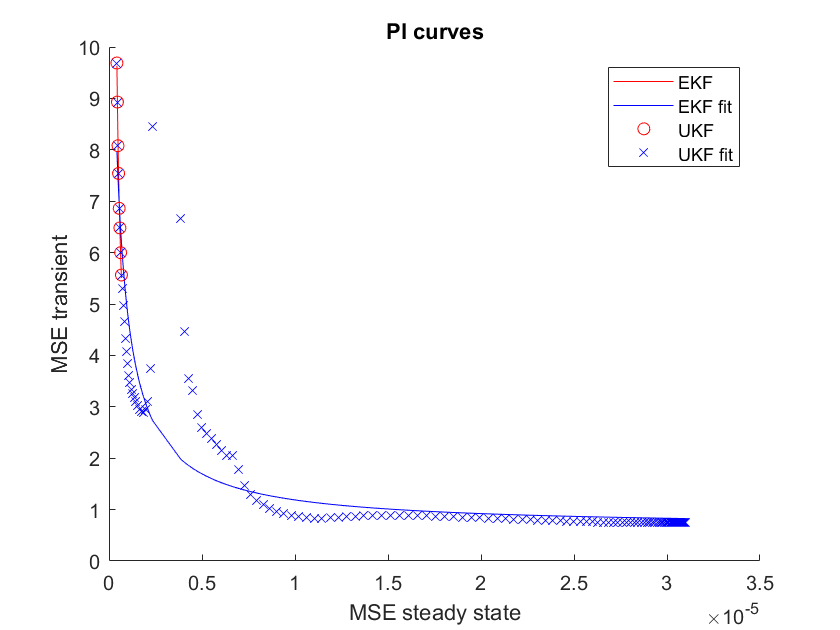 PI curves
10
9
8
7
6
5
4
3
2
1
0
MSE transient
EKF
EKF fit
UKF
UKF fit
0 0.5 1 1.5 2 2.5 3 3.5
MSE steady state
×10⁻⁵